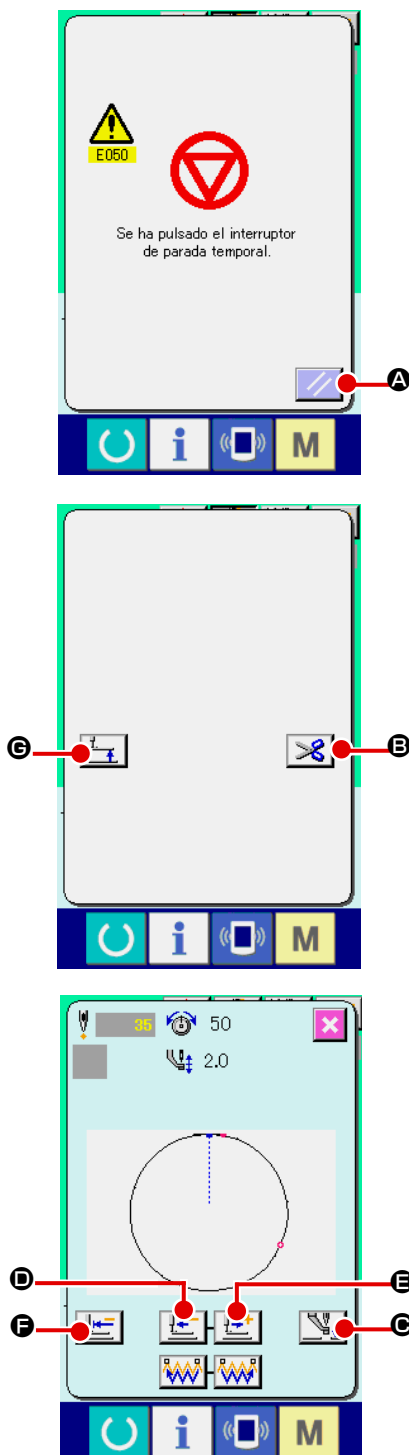 E050
Se ha pulsado el interruptor
de parada temporal.
A
i
M
G
B
i
M
35
50
2.0
D
E
F
C
i
M